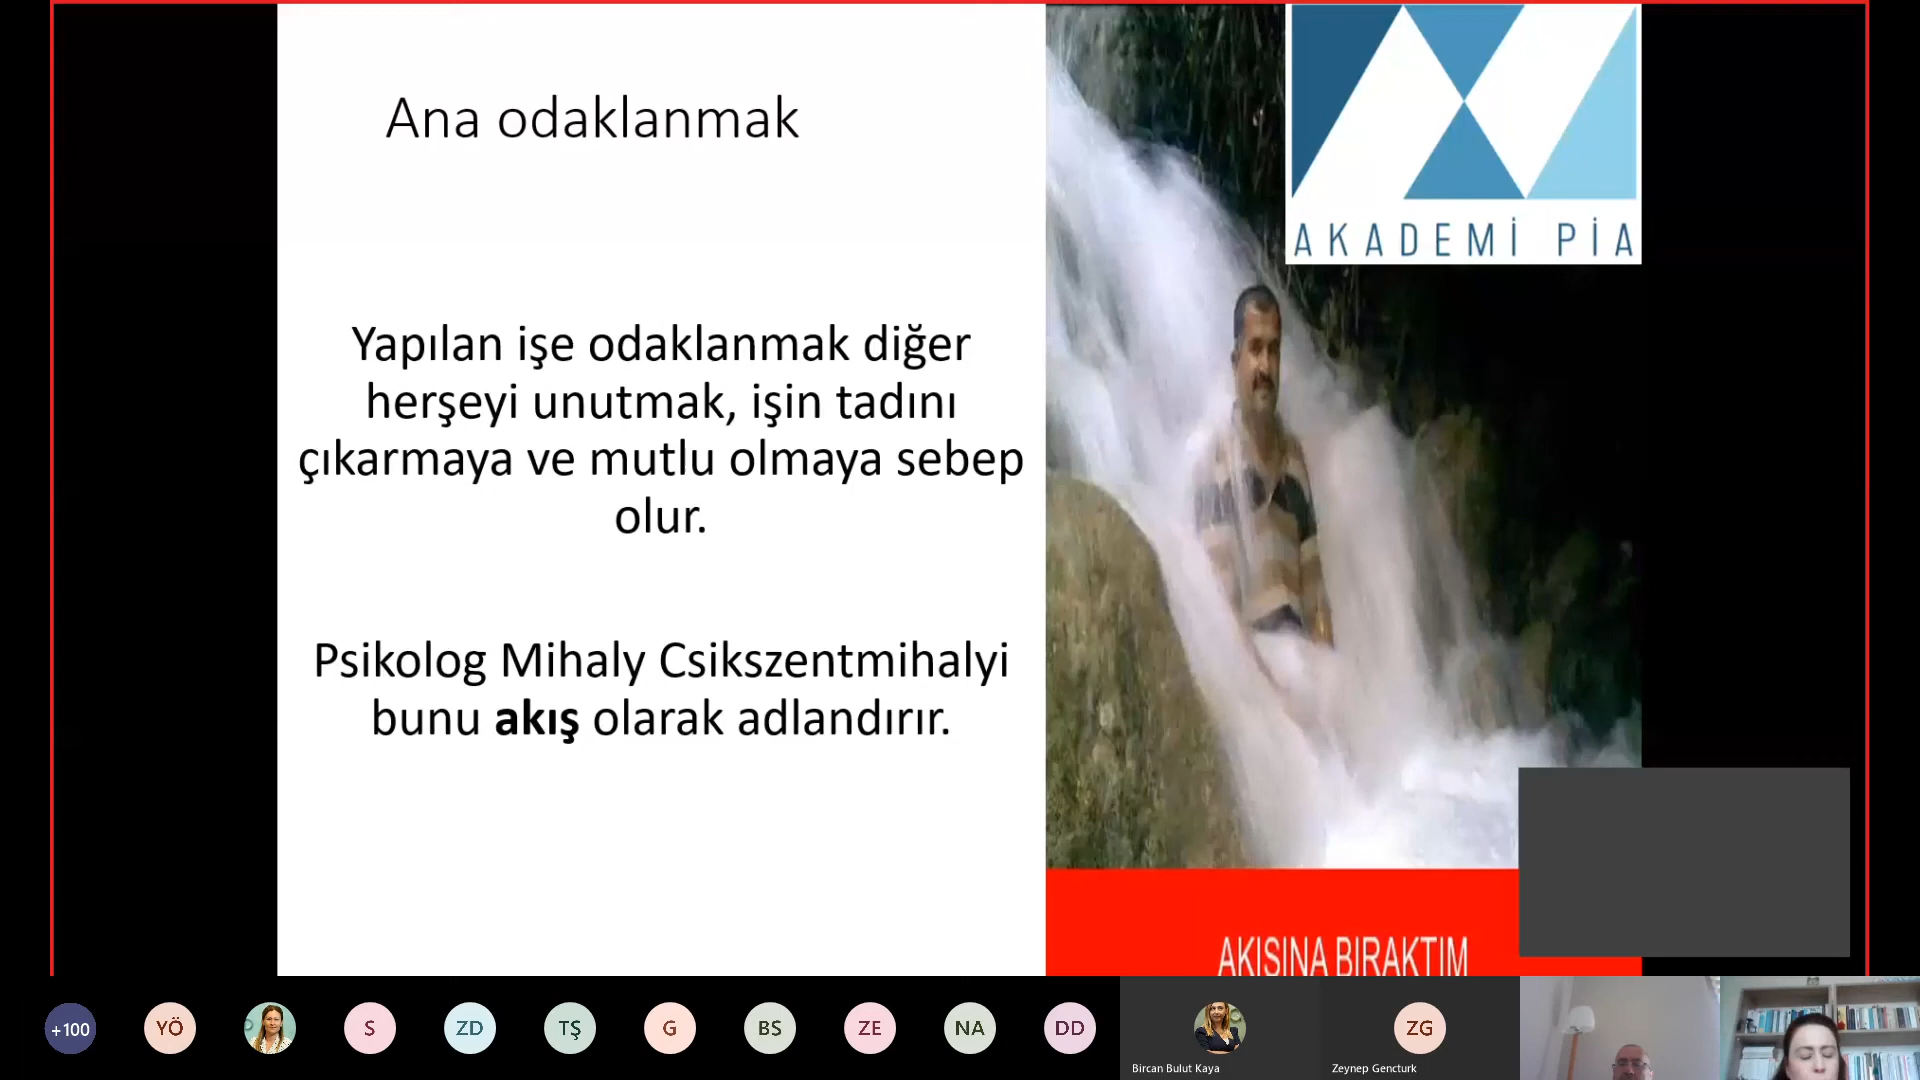 Ana odaklanmak
Yapılan işe odaklanmak diğer
herşeyi unutmak, işin tadını
çıkarmaya ve mutlu olmaya sebep
olur.
Psikolog Mihaly Csikszentmihalyi
bunu akış olarak adlandırır.
AKADEMİ PİA
AKIŞINA BIRAKTIM
+100
YÖ
S
ZD
TŞ
G
BS
ZE
NA
DD
Bircan Bulut Kaya
ZG
Zeynep Gencturk